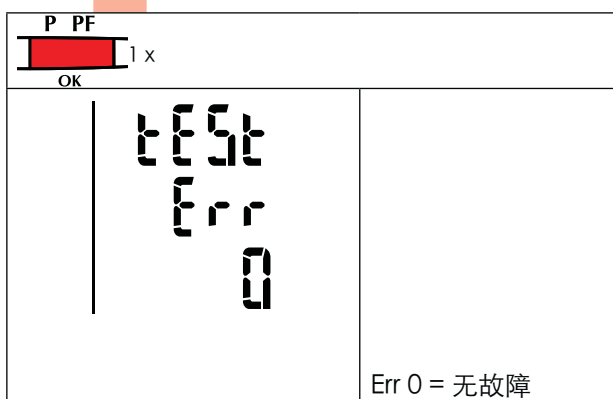 P PF
1 x
OK
tESt
Err
0
Err 0 = 无故障